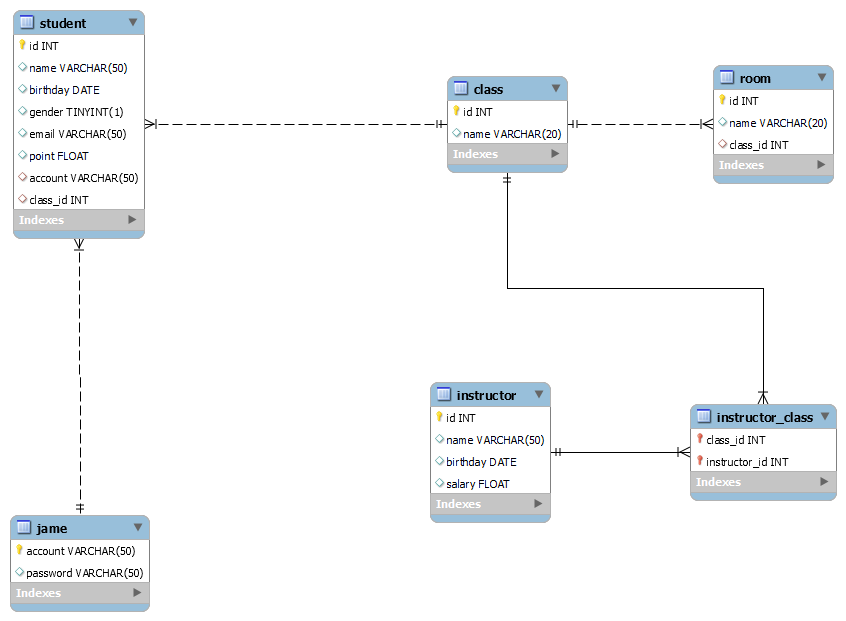 student
id INT
name VARCHAR(50)
birthday DATE
gender TINYINT(1)
email VARCHAR(50)
point FLOAT
account VARCHAR(50)
class_id INT
Indexes
class
id INT
name VARCHAR(20)
Indexes
room
id INT
name VARCHAR(20)
class_id INT
Indexes
instructor
id INT
name VARCHAR(50)
birthday DATE
salary FLOAT
Indexes
instructor_class
class_id INT
instructor_id INT
Indexes
jame
account VARCHAR(50)
password VARCHAR(50)
Indexes